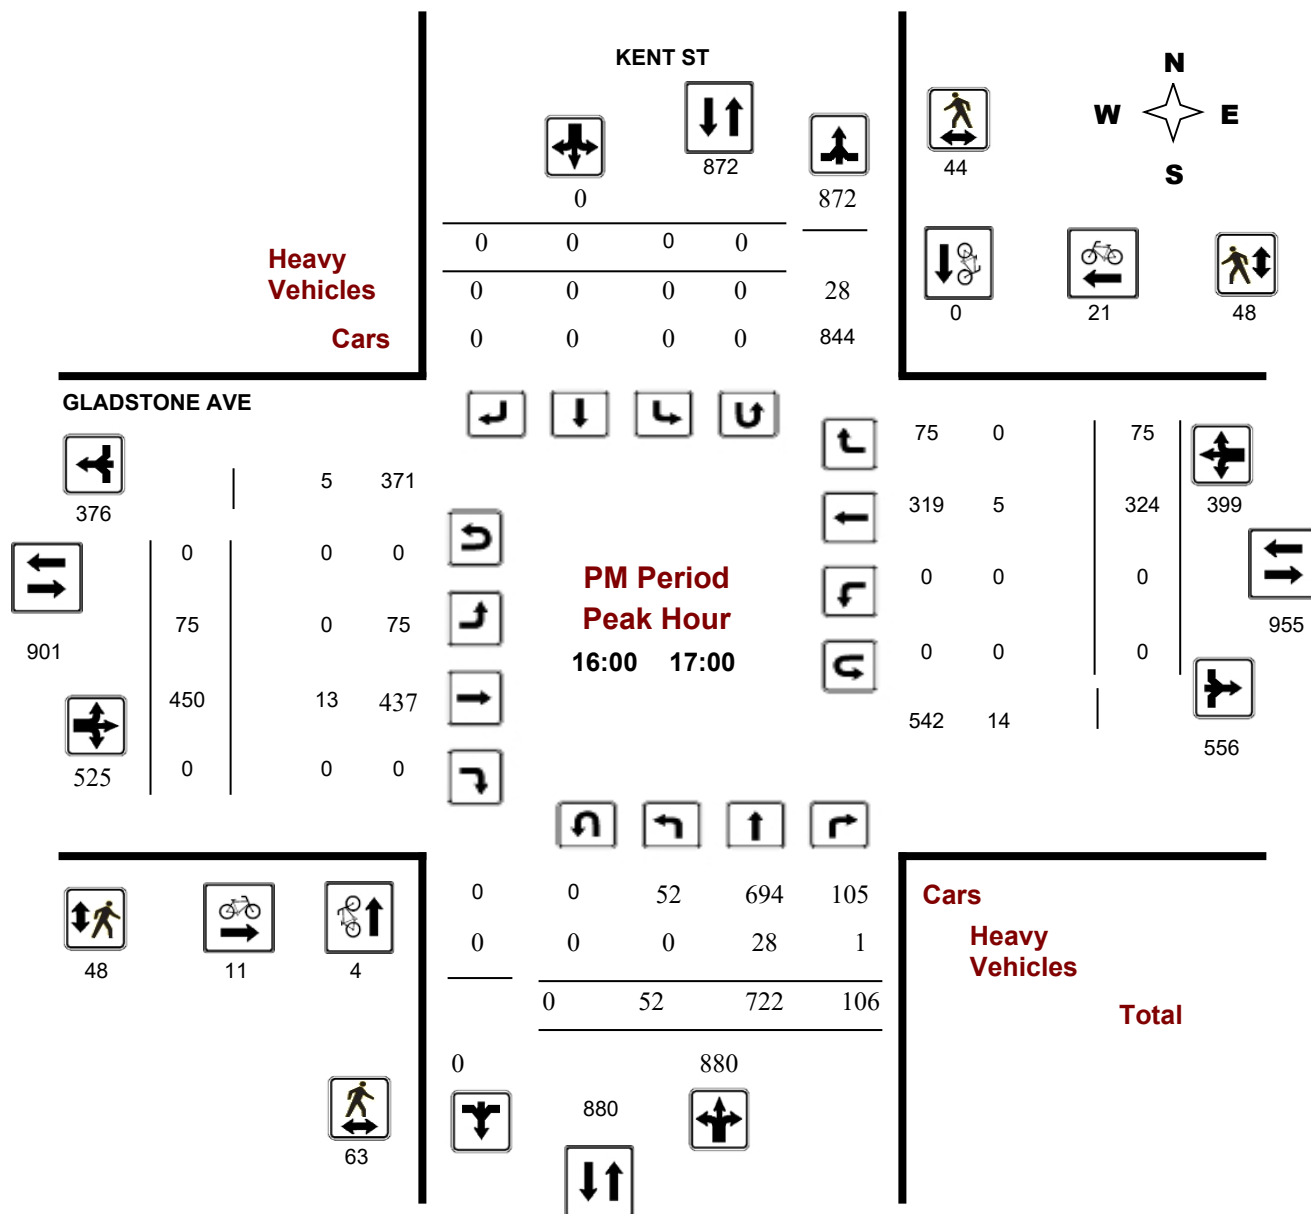 KENT ST
N
W E
S
872
44
0 872
0 0 0 0
Heavy
Vehicles
0 0 0 0 28
0 21 48
Cars
0 0 0 0 844
GLADSTONE AVE
75 0 75
5 371
376
319 5 324 399
0 0 0
PM Period
0 0 0
Peak Hour
75 0 75
955
901
16:00 17:00
0 0 0
450 13 437
542 14
556
525
0 0 0
0 0 52 694 105
Cars
0 0 0 28 1
Heavy
Vehicles
48 11 4
0 52 722 106
Total
0 880
880
63